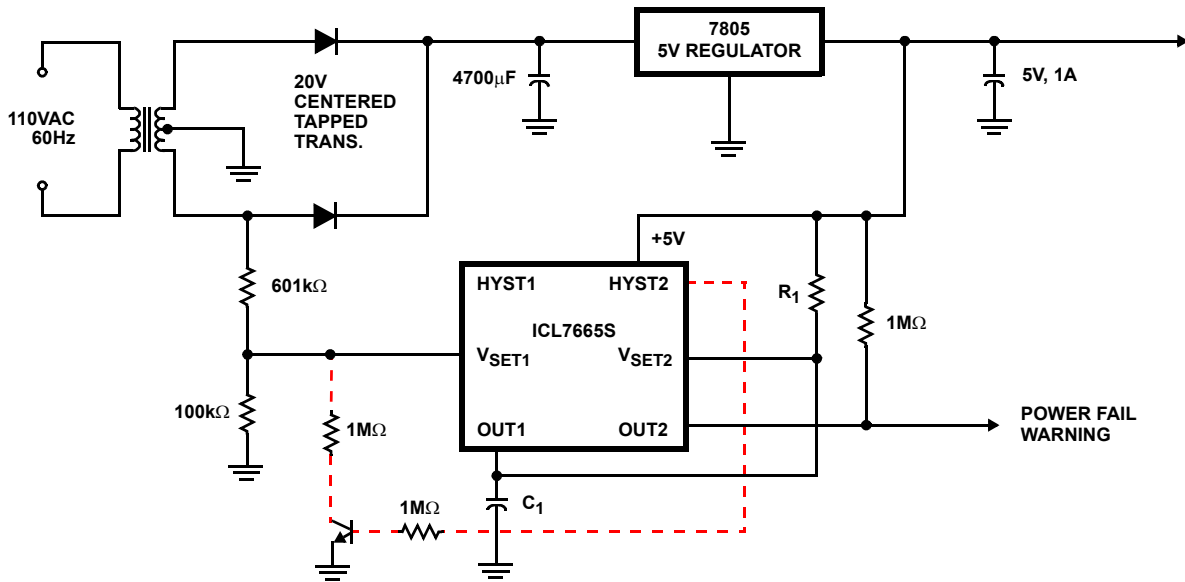 7805
5V REGULATOR
4700μF
5V, 1A
110VAC
60Hz
20V
CENTERED
TAPPED
TRANS.
+5V
601kΩ
HYST1
HYST2
R1
ICL7665S
1MΩ
VSET1
VSET2
100kΩ
1MΩ
OUT1
OUT2
POWER FAIL
WARNING
1MΩ
C1